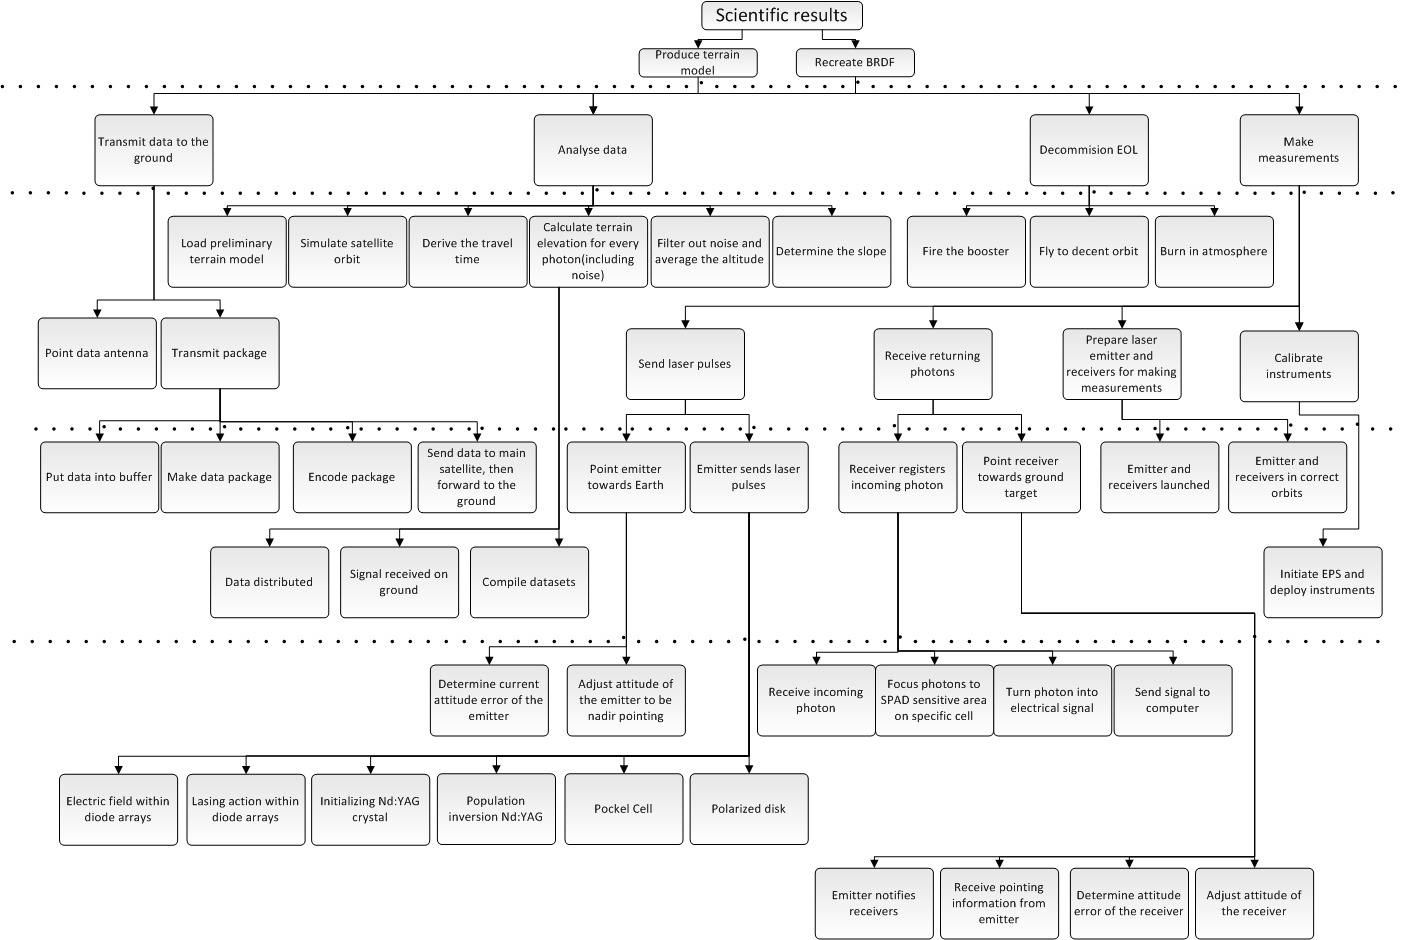 Scientific results
Produce terrain
model
Recreate BRDF
Transmit data to the
ground
Analyse data
Decommision EOL
Make
measurements
Load preliminary
terrain model
Simulate satellite
orbit
Derive the travel
time
Calculate terrain
elevation for every
photon(including
noise)
Filter out noise and
average the altitude
Determine the slope
Fire the booster
Fly to decent orbit
Burn in atmosphere
Point data antenna
Transmit package
Send laser pulses
Receive returning
photons
Prepare laser
emitter and
receivers for making
measurements
Calibrate
instruments
Put data into buffer
Make data package
Encode package
Send data to main
satellite, then
forward to the
ground
Point emitter
towards Earth
Emitter sends laser
pulses
Receiver registers
incoming photon
Point receiver
towards ground
target
Emitter and
receivers launched
Emitter and
receivers in correct
orbits
Data distributed
Signal received on
ground
Compile datasets
Initiate EPS and
deploy instruments
Determine current
attitude error of the
emitter
Adjust attitude of
the emitter to be
nadir pointing
Receive incoming
photon
Focus photons to
SPAD sensitive area
on specific cell
Turn photon into
electrical signal
Send signal to
computer
Electric field within
diode arrays
Lasing action within
diode arrays
Initializing Nd:YAG
crystal
Population
inversion Nd:YAG
Pockel Cell
Polarized disk
Emitter notifies
receivers
Receive pointing
information from
emitter
Determine attitude
error of the receiver
Adjust attitude of
the receiver